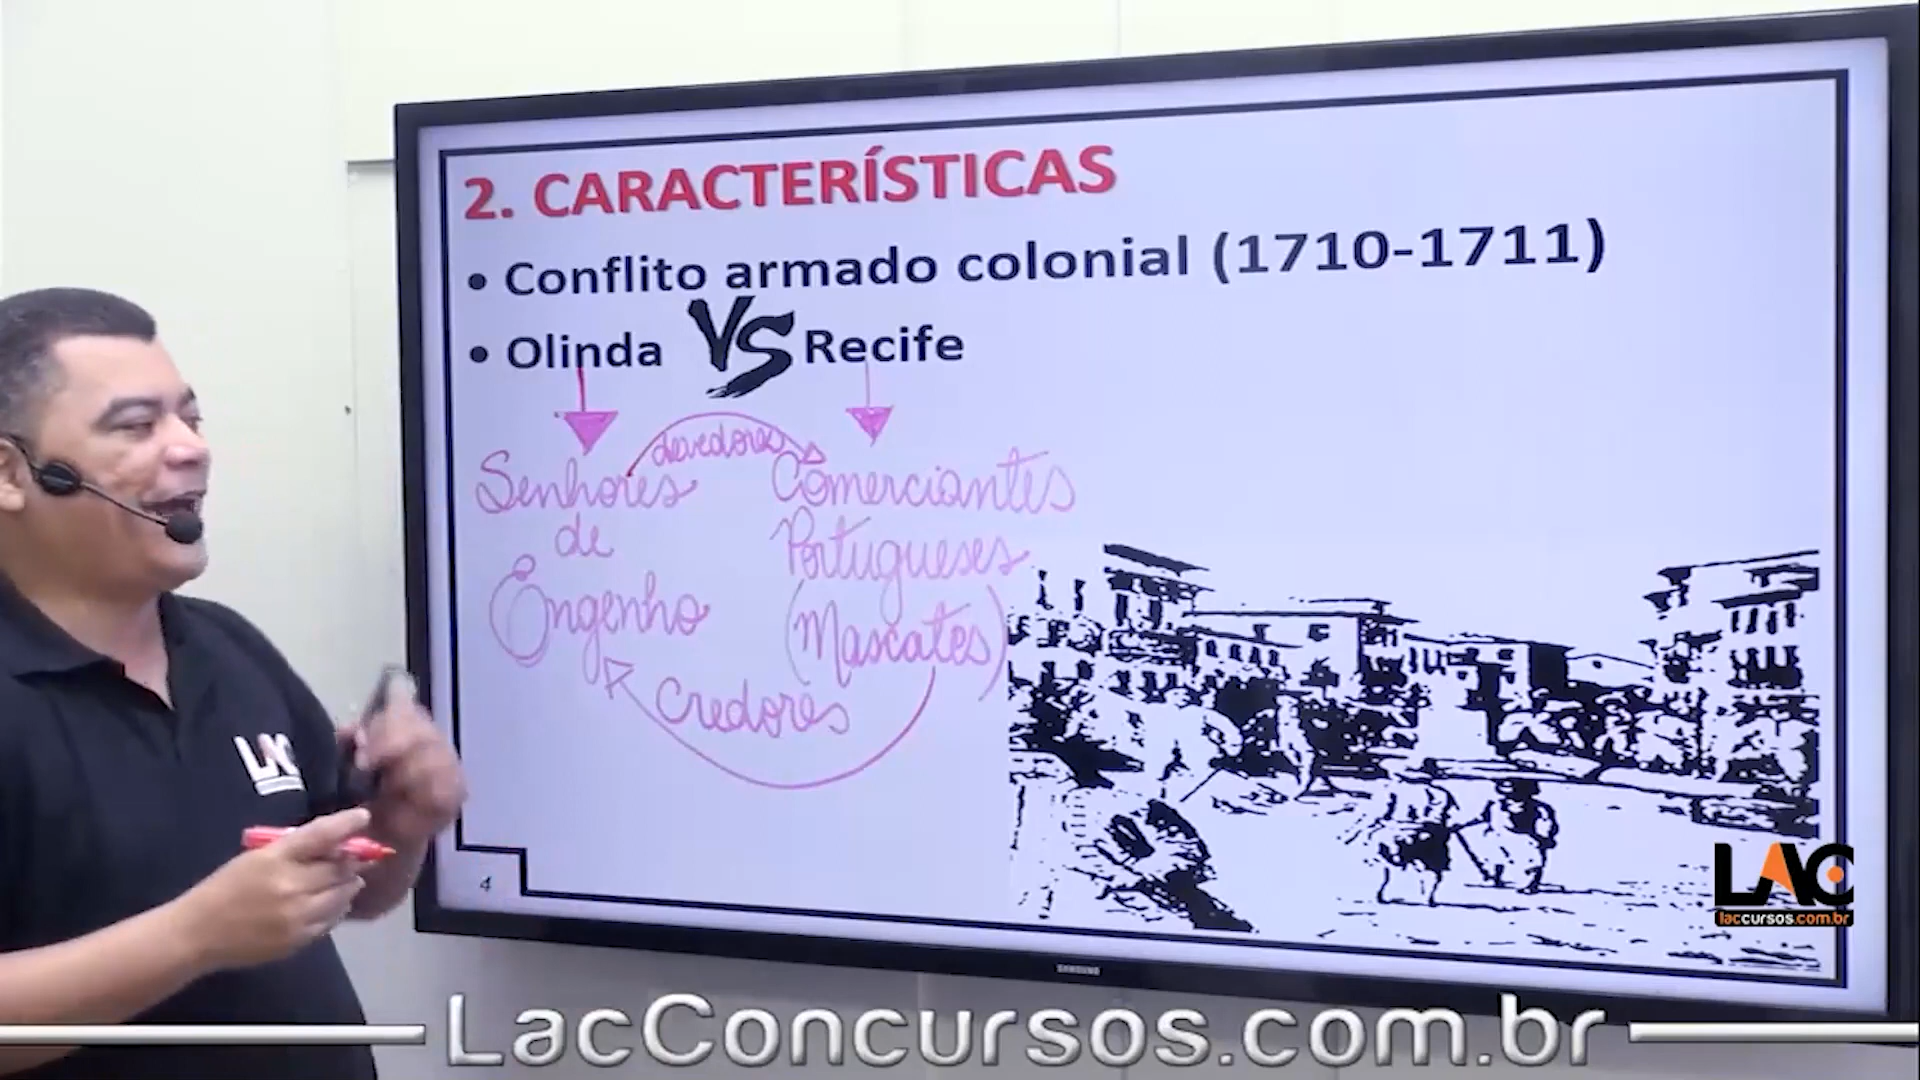 2. CARACTERÍSTICAS
• Conflito armado colonial (1710-1711)
• Olinda VS Recife
devedores
Senhores
de
Engenho
Comerciantes
Portugueses
(Mascates)
Credores
4
LAC
LAC
laccursos.com.br
SAMSUNG
LacConcursos.com.br